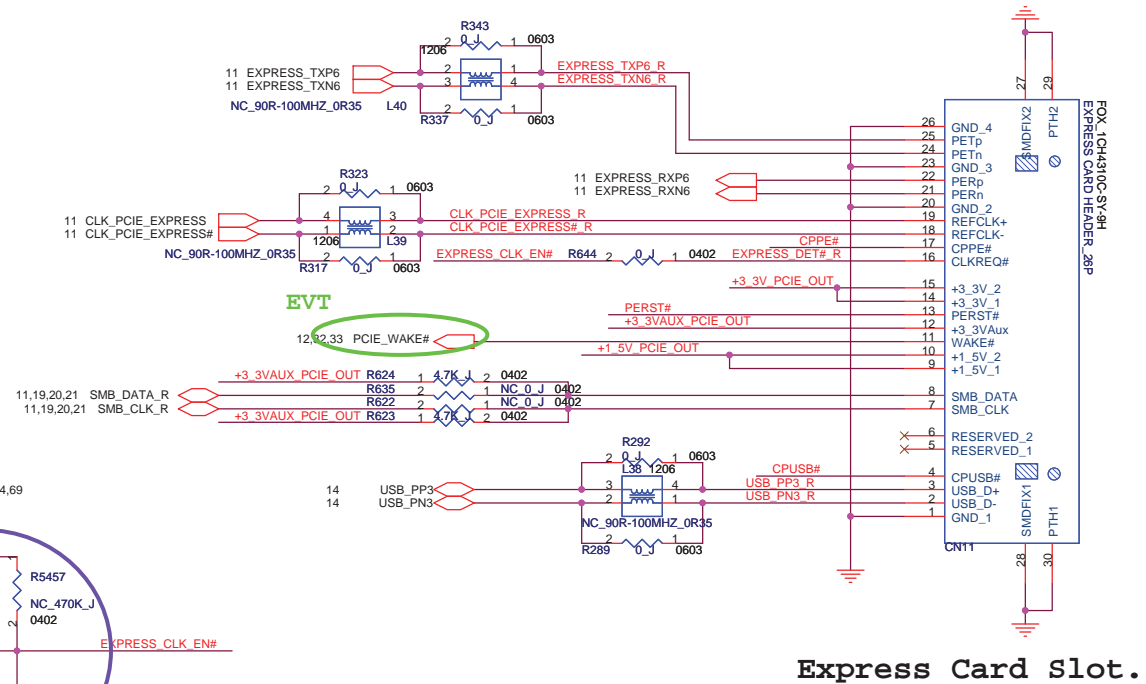 R343
2 0_J 1 0603
1206
11 EXPRESS_TXP6 2 1 EXPRESS_TXP6_R
11 EXPRESS_TXN6 3 4 EXPRESS_TXN6_R
NC_90R-100MHZ_0R35 L40
2 1
R337 0_J 0603
R323
2 0_J 1 0603
11 CLK_PCIE_EXPRESS 4 3 CLK_PCIE_EXPRESS_R
11 CLK_PCIE_EXPRESS# 1 2 CLK_PCIE_EXPRESS#_R
1206 L39
NC_90R-100MHZ_0R35
2 1
R317 0_J 0603
11 EXPRESS_RXP6
11 EXPRESS_RXN6
CPPE#
EXPRESS_CLK_EN# R644 2 0_J 1 0402 EXPRESS_DET#_R
+3_3V_PCIE_OUT
EVT
PERST#
+3_3VAUX_PCIE_OUT
12,32,33 PCIE_WAKE#
+1_5V_PCIE_OUT
+3_3VAUX_PCIE_OUT R624 1 4.7K_J 2 0402
11,19,20,21 SMB_DATA_R R635 2 1 NC_0_J 0402
11,19,20,21 SMB_CLK_R R622 2 1 NC_0_J 0402
+3_3VAUX_PCIE_OUT R623 1 4.7K_J 2 0402
R292
2 0_J 1 0603
L38 1206
CPUSB#
14 USB_PP3 3 4 USB_PP3_R
14 USB_PN3 2 1 USB_PN3_R
NC_90R-100MHZ_0R35
2 1
R289 0_J 0603
27 29
SMDFIX2 PTH2
FOX_1CH4310C-SY-9H
EXPRESS CARD HEADER_26P
26 GND_4
25 PETp
24 PETn
23 GND_3
22 PERp
21 PERn
20 GND_2
19 REFCLK+
18 REFCLK-
17 CPPE#
16 CLKREQ#
15 +3_3V_2
14 +3_3V_1
13 PERST#
12 +3_3VAux
11 WAKE#
10 +1_5V_2
9 +1_5V_1
8 SMB_DATA
7 SMB_CLK
6 RESERVED_2
5 RESERVED_1
4 CPUSB#
3 USB_D+
2 USB_D-
1 GND_1
SMDFIX1 PTH1
CN11
28 30
4,69
1
R5457
NC_470K_J
0402
2
EXPRESS_CLK_EN#
Express Card Slot.